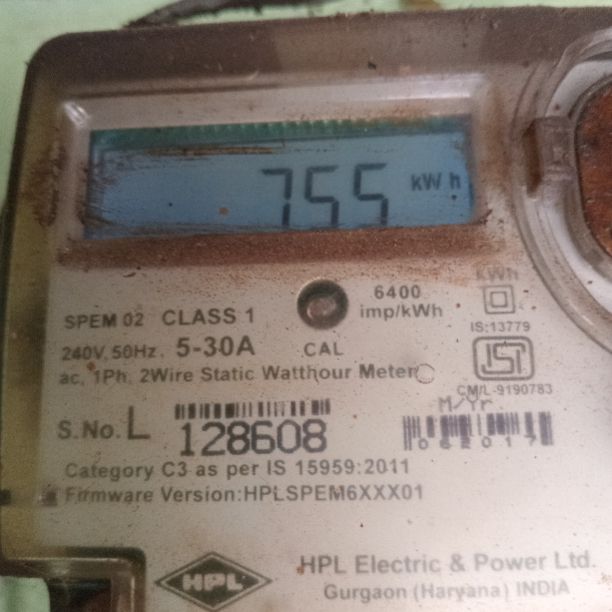 755 kW h
SPEM 02 CLASS 1
6400
imp/kWh
KWh
IS:13779
240V, 50Hz, 5-30A
CAL
ISI
ac, 1Ph, 2Wire Static Watthour Meter
CM/L-9190783
M/Yr
S.No. L 128608
062017
Category C3 as per IS 15959:2011
Firmware Version:HPLSPEM6XXX01
HPL
HPL Electric & Power Ltd.
Gurgaon (Haryana) INDIA